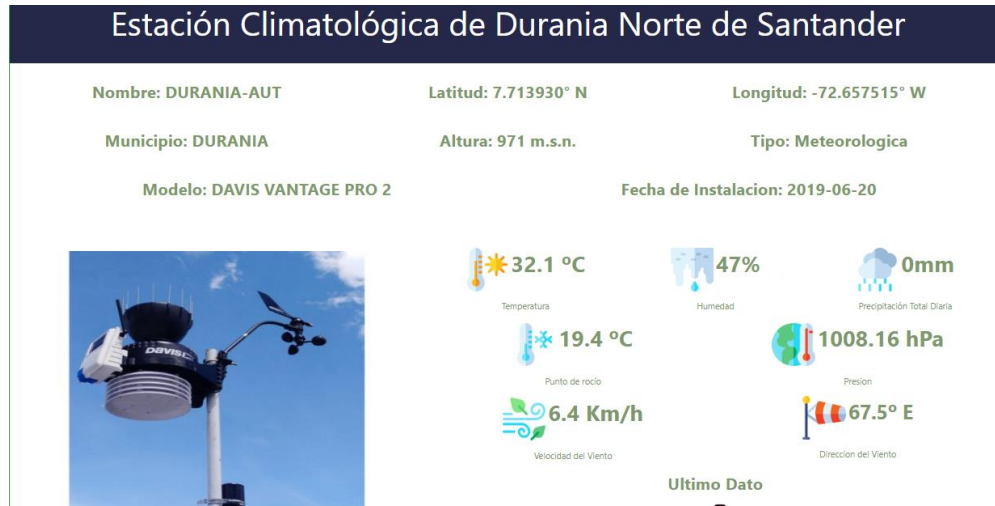 Estación Climatológica de Durania Norte de Santander
Nombre: DURANIA-AUT
Latitud: 7.713930° N
Longitud: -72.657515° W
Municipio: DURANIA
Altura: 971 m.s.n.
Tipo: Meteorologica
Modelo: DAVIS VANTAGE PRO 2
Fecha de Instalacion: 2019-06-20
32.1 ºC
Temperatura
47%
Humedad
0mm
Precipitación Total Diaria
19.4 ºC
Punto de rocío
1008.16 hPa
Presion
6.4 Km/h
Velocidad del Viento
67.5º E
Direccion del Viento
Ultimo Dato
DAVIS